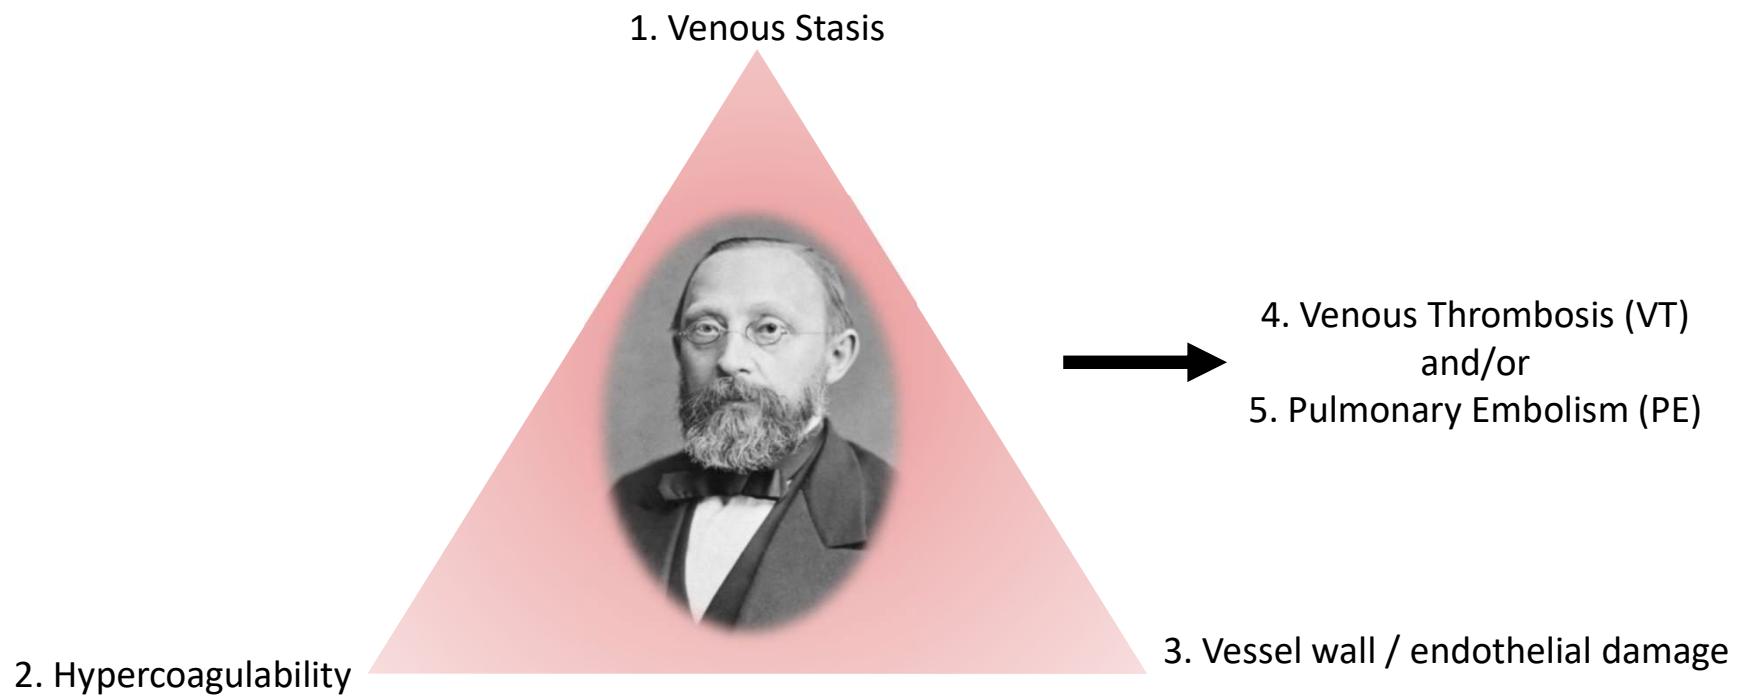 1. Venous Stasis
4. Venous Thrombosis (VT)
and/or
5. Pulmonary Embolism (PE)
2. Hypercoagulability
3. Vessel wall / endothelial damage